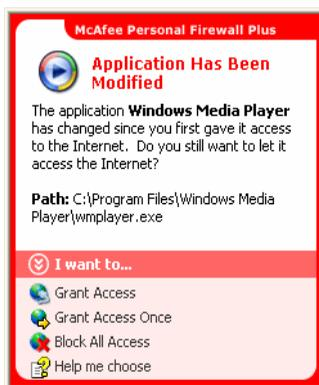 McAfee Personal Firewall Plus
Application Has Been
Modified
The application Windows Media Player
has changed since you first gave it access
to the Internet. Do you still want to let it
access the Internet?
Path: C:\Program Files\Windows Media
Player\wmplayer.exe
I want to...
Grant Access
Grant Access Once
Block All Access
Help me choose